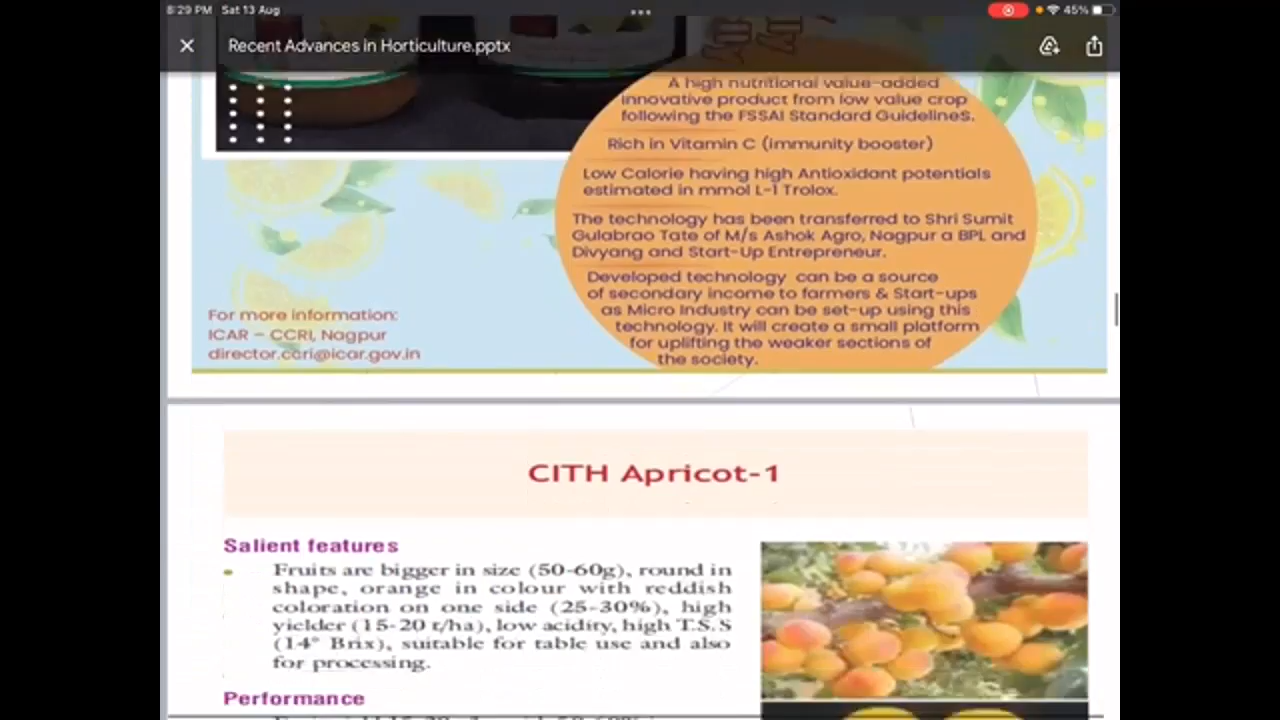 8:29 PM Sat 13 Aug
45%
Recent Advances in Horticulture.pptx
A high nutritional value-added
innovative product from low value crop
following the FSSAI Standard Guidelines.
Rich in Vitamin C (immunity booster)
Low Calorie having high Antioxidant potentials
estimated in mmol L-1 Trolox.
The technology has been transferred to Shri Sumit
Gulabrao Tate of M/s Ashok Agro, Nagpur a BPL and
Divyang and Start-Up Entrepreneur.
Developed technology can be a source
of secondary income to farmers & Start-ups
as Micro Industry can be set-up using this
technology. It will create a small platform
for uplifting the weaker sections of
the society.
For more information:
ICAR – CCRI, Nagpur
director.ccri@icar.gov.in
CITH Apricot-1
Salient features
Fruits are bigger in size (50-60g), round in
shape, orange in colour with reddish
coloration on one side (25-30%), high
yielder (15-20 t/ha), low acidity, high T.S.S
(14° Brix), suitable for table use and also
for processing.
Performance